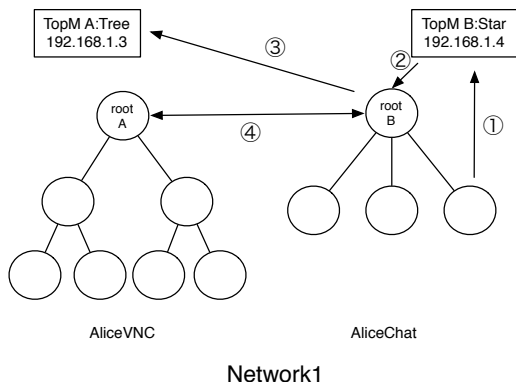 TopM A:Tree
192.168.1.3
TopM B:Star
192.168.1.4
③
②
root
A
root
B
①
④
AliceVNC
AliceChat
Network1